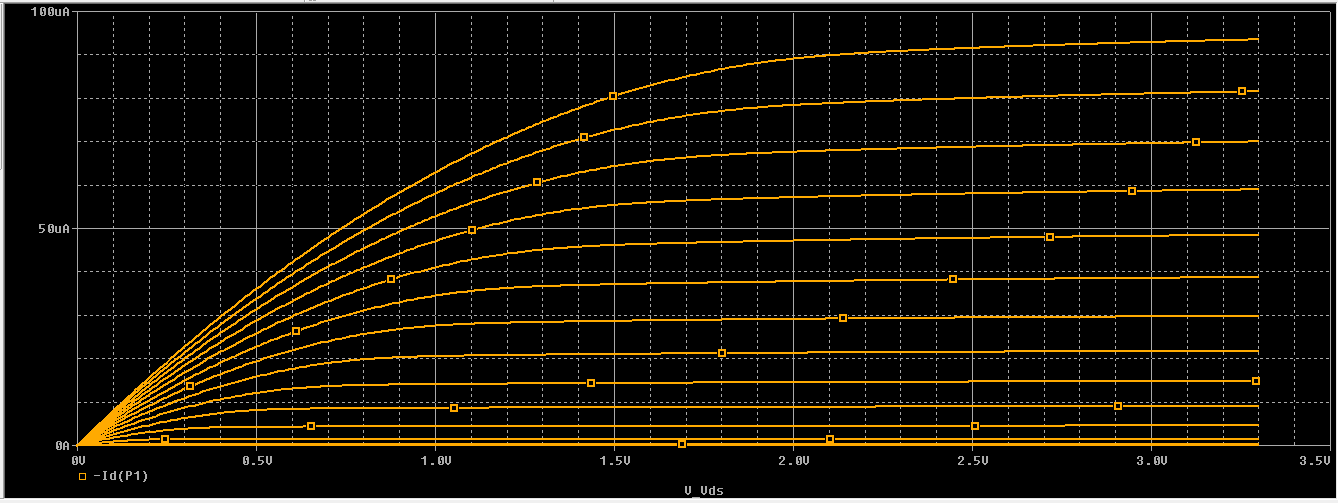 100uA
50uA
0A
0V 0.5V 1.0V 1.5V 2.0V 2.5V 3.0V 3.5V
-Id(P1)
V_Vds